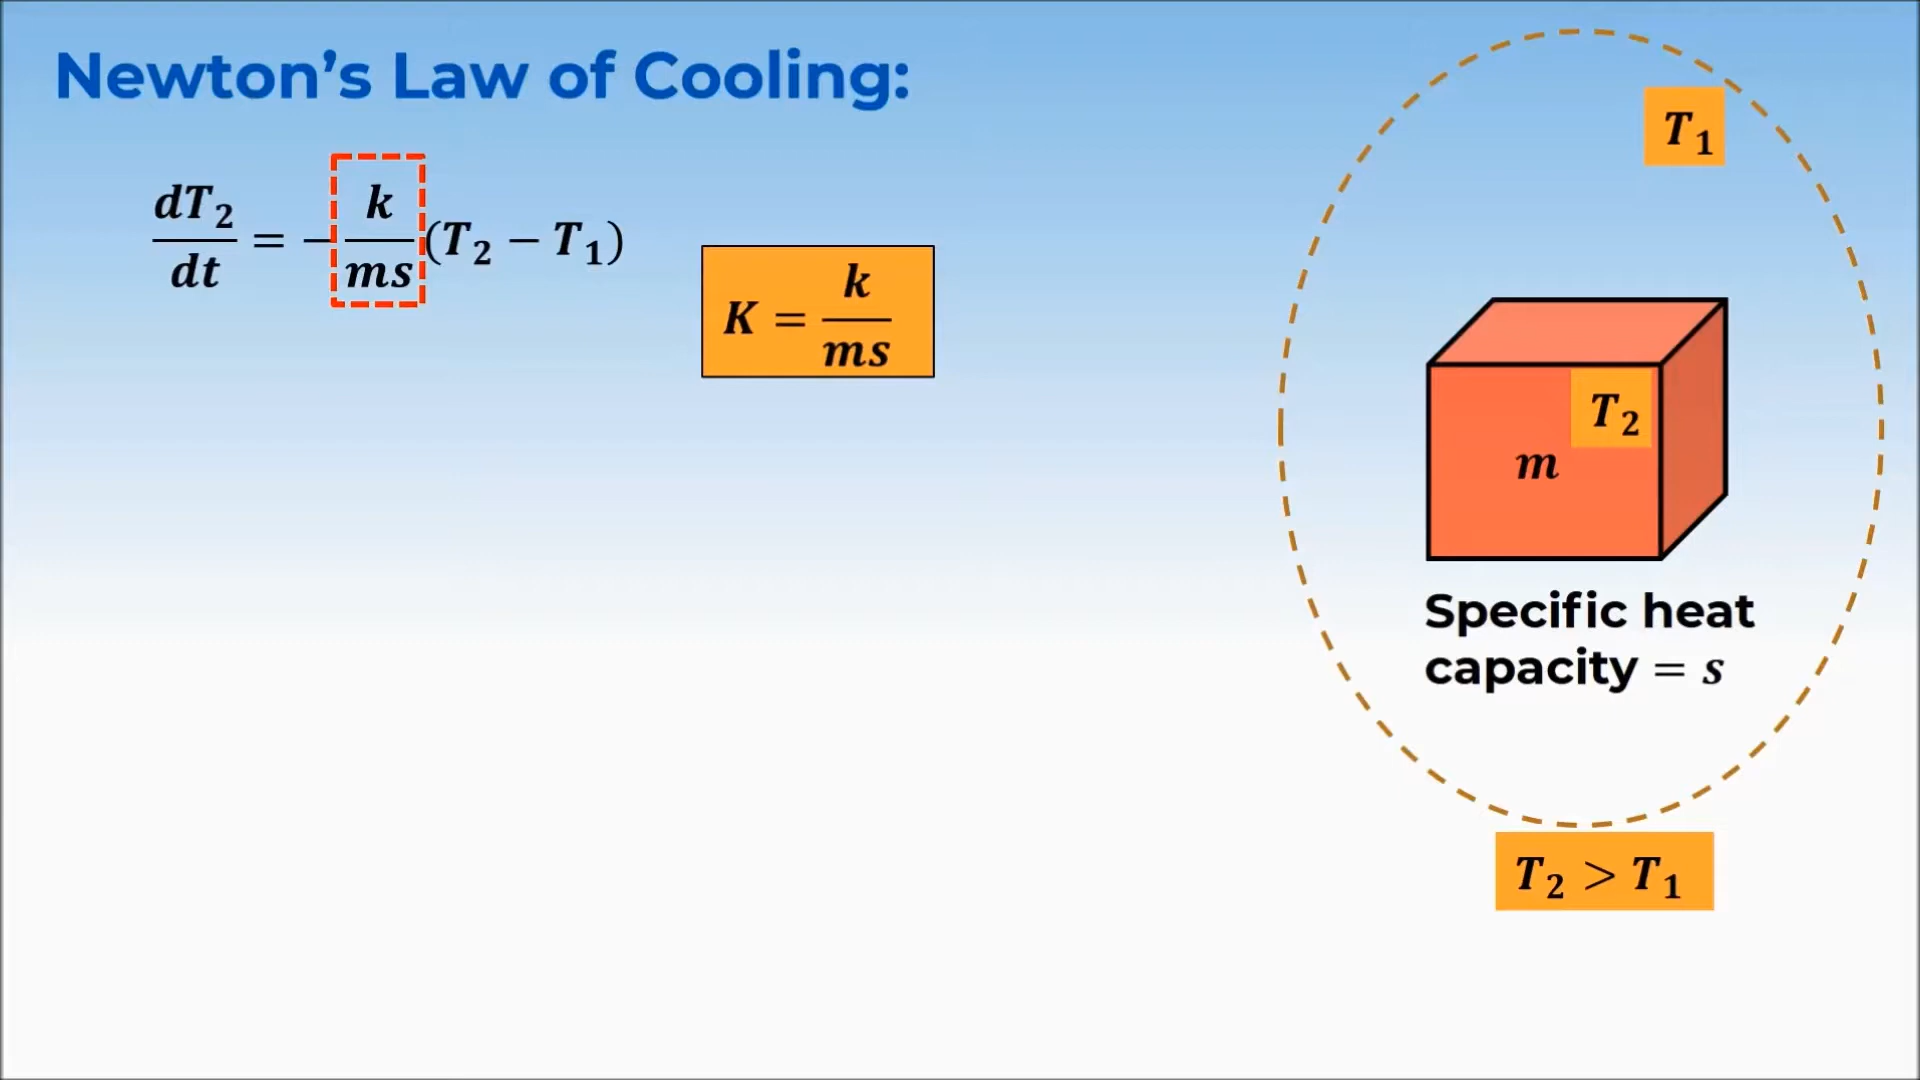 Newton's Law of Cooling:
dT₂/dt = −k/ms(T₂ − T₁)
K = k/ms
T₁
T₂
m
Specific heat
capacity = s
T₂ > T₁